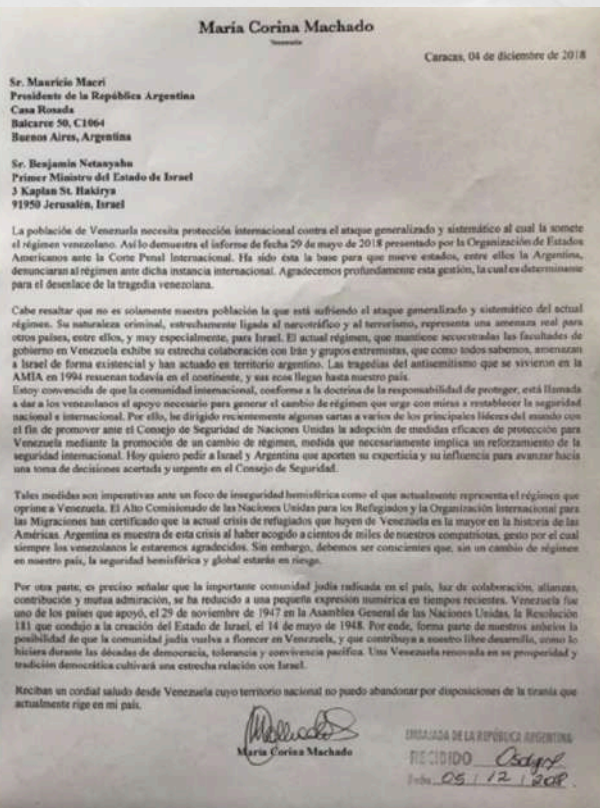 María Corina Machado
Venezuela
Caracas, 04 de diciembre de 2018
Sr. Mauricio Macri
Presidente de la República Argentina
Casa Rosada
Balcarce 50, C1064
Buenos Aires, Argentina
Sr. Benjamin Netanyahu
Primer Ministro del Estado de Israel
3 Kaplan St. Hakirya
91950 Jerusalén, Israel
La población de Venezuela necesita protección internacional contra el ataque generalizado y sistemático al cual la somete
el régimen venezolano. Así lo demuestra el informe de fecha 29 de mayo de 2018 presentado por la Organización de Estados
Americanos ante la Corte Penal Internacional. Ha sido ésta la base para que nueve estados, entre ellos la Argentina,
denunciaran al régimen ante dicha instancia internacional. Agradecemos profundamente esta gestión, la cual es determinante
para el desenlace de la tragedia venezolana.
Cabe resaltar que no es solamente nuestra población la que está sufriendo el ataque generalizado y sistemático del actual
régimen. Su naturaleza criminal, estrechamente ligada al narcotráfico y al terrorismo, representa una amenaza real para
otros países, entre ellos, y muy especialmente, para Israel. El actual régimen, que mantiene secuestradas las facultades de
gobierno en Venezuela exhibe su estrecha colaboración con Irán y grupos extremistas, que como todos sabemos, amenazan
a Israel de forma existencial y han actuado en territorio argentino. Las tragedias del antisemitismo que se vivieron en la
AMIA en 1994 resuenan todavía en el continente, y sus ecos llegan hasta nuestro país.
Estoy convencida de que la comunidad internacional, conforme a la doctrina de la responsabilidad de proteger, está llamada
a dar a los venezolanos el apoyo necesario para generar el cambio de régimen que urge con miras a restablecer la seguridad
nacional e internacional. Por ello, he dirigido recientemente algunas cartas a varios de los principales líderes del mundo con
el fin de promover ante el Consejo de Seguridad de Naciones Unidas la adopción de medidas eficaces de protección para
Venezuela mediante la promoción de un cambio de régimen, medida que necesariamente implica un reforzamiento de la
seguridad internacional. Hoy quiero pedir a Israel y Argentina que aporten su experticia y su influencia para avanzar hacia
una toma de decisiones acertada y urgente en el Consejo de Seguridad.
Tales medidas son imperativas ante un foco de inseguridad hemisférica como el que actualmente representa el régimen que
oprime a Venezuela. El Alto Comisionado de las Naciones Unidas para los Refugiados y la Organización Internacional para
las Migraciones han certificado que la actual crisis de refugiados que huyen de Venezuela es la mayor en la historia de las
Américas. Argentina es muestra de esta crisis al haber acogido a cientos de miles de nuestros compatriotas, gesto por el cual
siempre los venezolanos le estaremos agradecidos. Sin embargo, debemos ser conscientes que, sin un cambio de régimen
en nuestro país, la seguridad hemisférica y global estarán en riesgo.
Por otra parte, es preciso señalar que la importante comunidad judía radicada en el país, luz de colaboración, alianzas,
contribución y mutua admiración, se ha reducido a una pequeña expresión numérica en tiempos recientes. Venezuela fue
uno de los países que apoyó, el 29 de noviembre de 1947 en la Asamblea General de las Naciones Unidas, la Resolución
181 que condujo a la creación del Estado de Israel, el 14 de mayo de 1948. Por ende, forma parte de nuestros anhelos la
posibilidad de que la comunidad judía vuelva a florecer en Venezuela, y que contribuya a nuestro libre desarrollo, como lo
hiciera durante las décadas de democracia, tolerancia y convivencia pacífica. Una Venezuela renovada en su prosperidad y
tradición democrática cultivará una estrecha relación con Israel.
Reciban un cordial saludo desde Venezuela cuyo territorio nacional no puedo abandonar por disposiciones de la tiranía que
actualmente rige en mi país.
María Corina Machado
EMBAJADA DE LA REPÚBLICA ARGENTINA
RECIBIDO
Fecha 05/12/2018